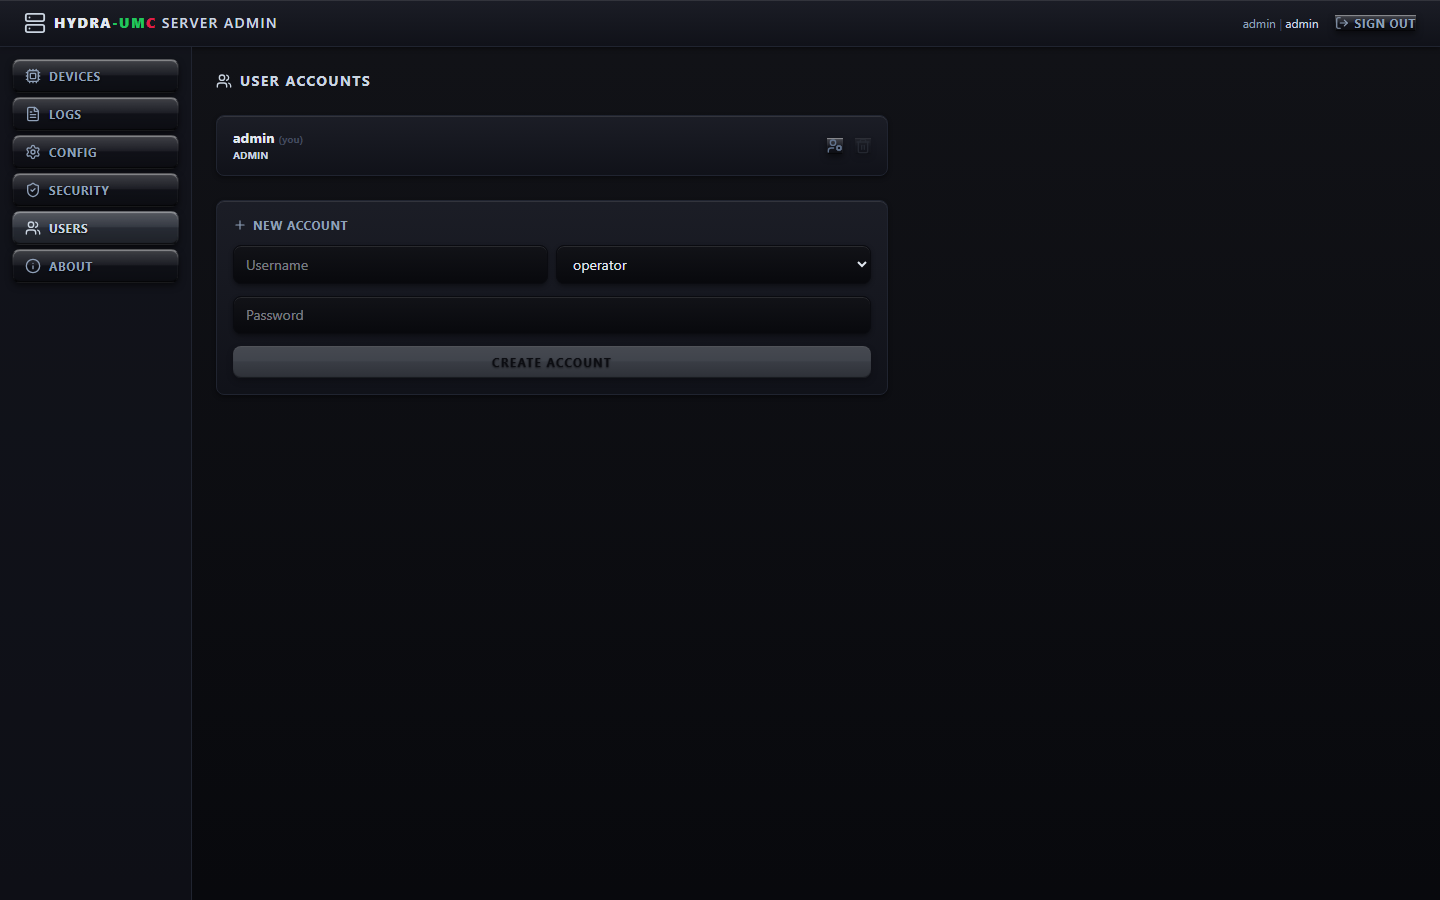 HYDRA-UMC SERVER ADMIN
admin | admin
SIGN OUT
DEVICES
LOGS
CONFIG
SECURITY
USERS
ABOUT
USER ACCOUNTS
admin (you)
ADMIN
NEW ACCOUNT
Username
operator
Password
CREATE ACCOUNT